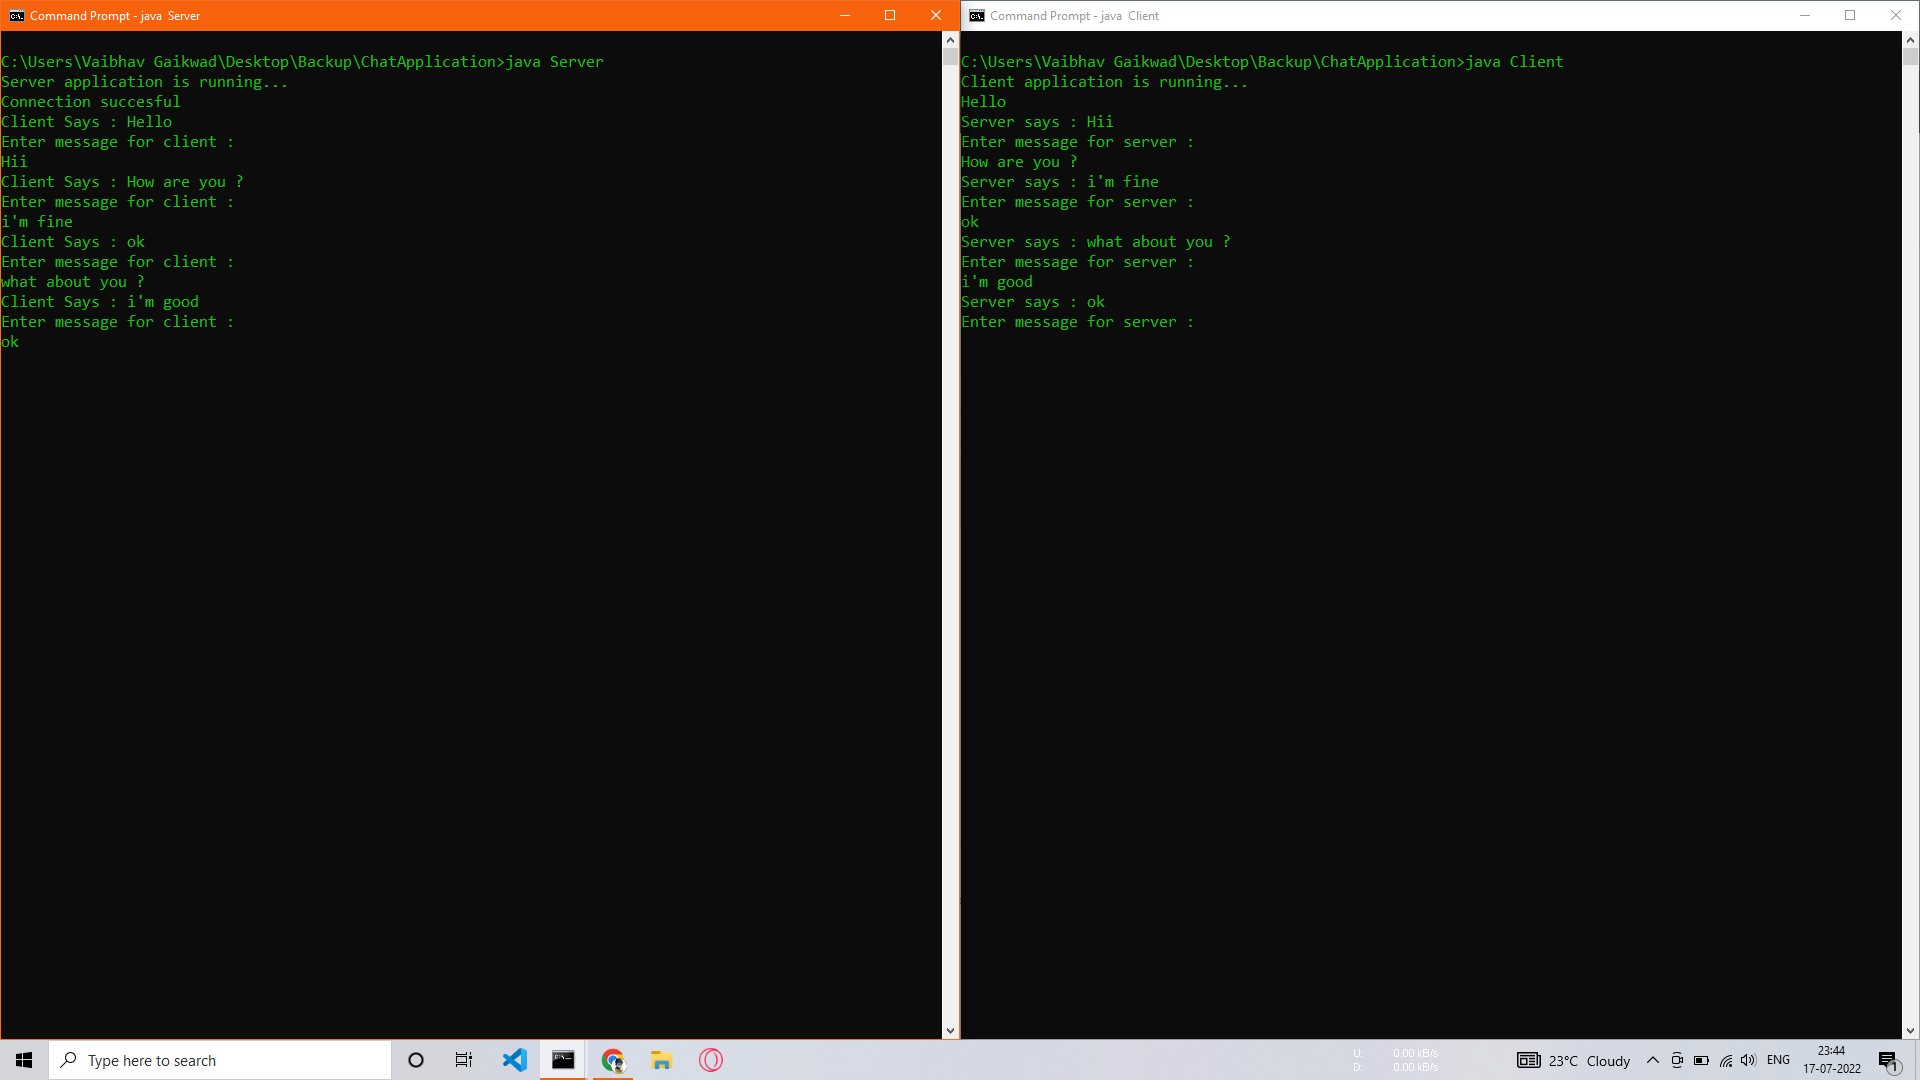 Command Prompt - java  Server
C:\Users\Vaibhav Gaikwad\Desktop\Backup\ChatApplication>java Server
Server application is running...
Connection succesful
Client Says : Hello
Enter message for client :
Hii
Client Says : How are you ?
Enter message for client :
i'm fine
Client Says : ok
Enter message for client :
what about you ?
Client Says : i'm good
Enter message for client :
ok
Command Prompt - java  Client
C:\Users\Vaibhav Gaikwad\Desktop\Backup\ChatApplication>java Client
Client application is running...
Hello
Server says : Hii
Enter message for server :
How are you ?
Server says : i'm fine
Enter message for server :
ok
Server says : what about you ?
Enter message for server :
i'm good
Server says : ok
Enter message for server :
Type here to search
U: 0.00 kB/s
D: 0.00 kB/s
23°C Cloudy
ENG
23:44
17-07-2022
1